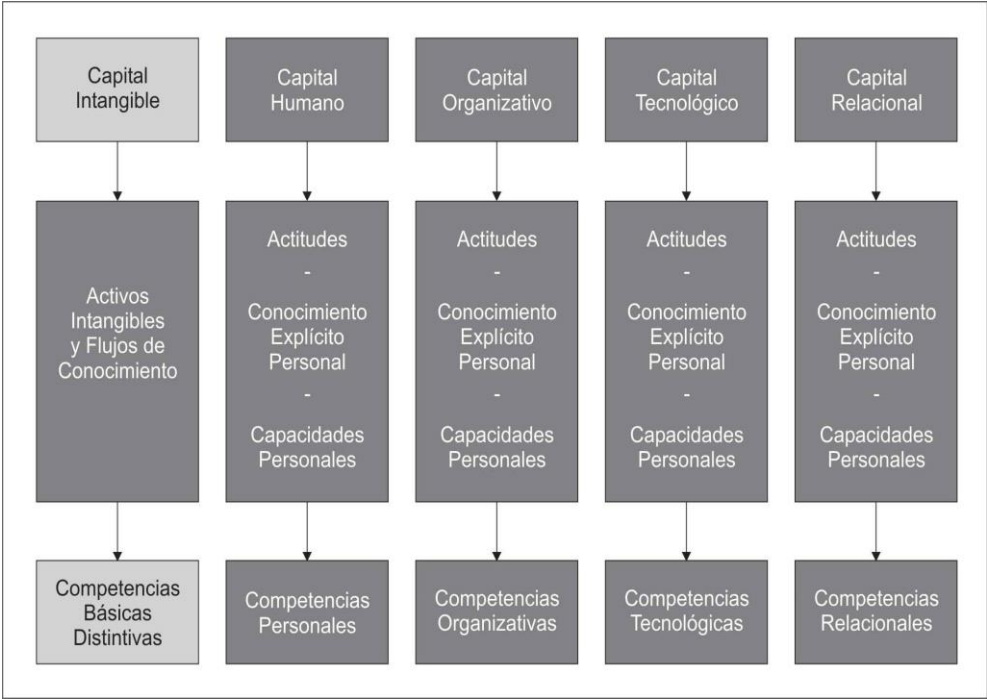 Capital
Intangible
Capital
Humano
Capital
Organizativo
Capital
Tecnológico
Capital
Relacional
Activos
Intangibles
y Flujos de
Conocimiento
Actitudes
-
Conocimiento
Explícito
Personal
-
Capacidades
Personales
Actitudes
-
Conocimiento
Explícito
Personal
-
Capacidades
Personales
Actitudes
-
Conocimiento
Explícito
Personal
-
Capacidades
Personales
Actitudes
-
Conocimiento
Explícito
Personal
-
Capacidades
Personales
Competencias
Básicas
Distintivas
Competencias
Personales
Competencias
Organizativas
Competencias
Tecnológicas
Competencias
Relacionales